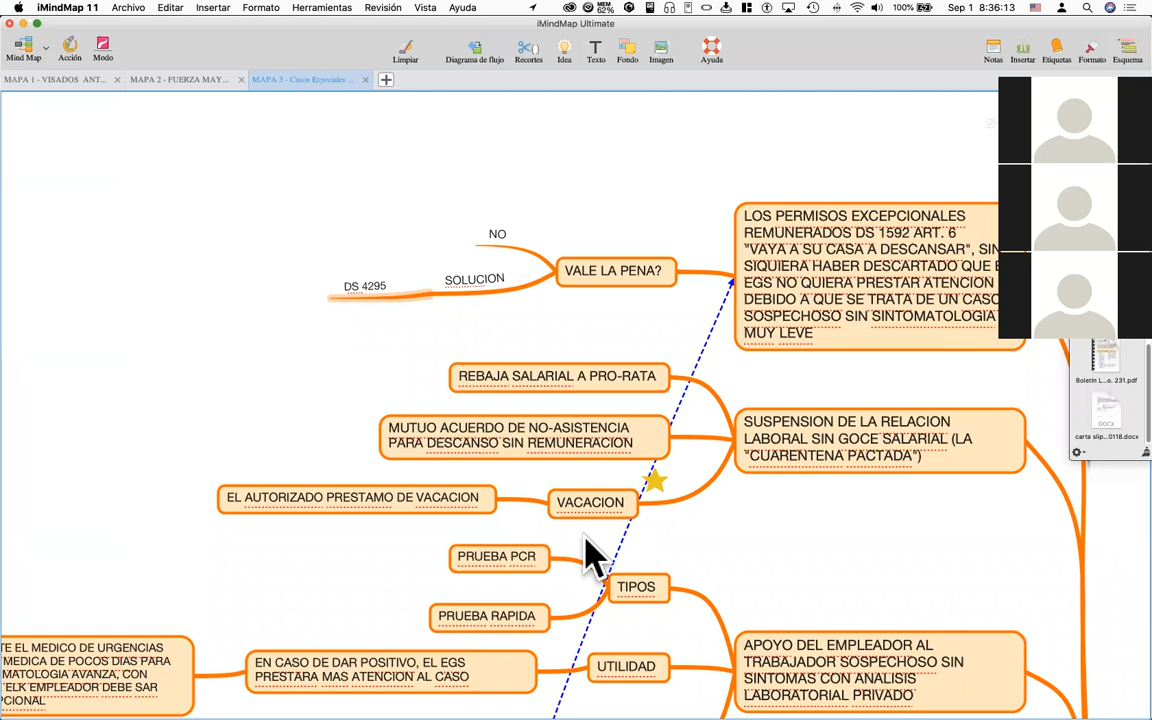 iMindMap 11 Archivo Editar Insertar Formato Herramientas Revisión Vista Ayuda MEM 62% 100% Sep 1 8:36:13
iMindMap Ultimate
Mind Map Acción Modo Limpiar Diagrama de flujo Recortes Idea Texto Fondo Imagen Ayuda Notas Insertar Etiquetas Formato Esquema
MAPA 1 - VISADOS ANT... MAPA 2 - FUERZA MAY... MAPA 3 - Casos Especiales ...
NO
VALE LA PENA?
SOLUCION
DS 4295
LOS PERMISOS EXCEPCIONALES
REMUNERADOS DS 1592 ART. 6
"VAYA A SU CASA A DESCANSAR", SIN
SIQUIERA HABER DESCARTADO QUE E
EGS NO QUIERA PRESTAR ATENCION
DEBIDO A QUE SE TRATA DE UN CASO
SOSPECHOSO SIN SINTOMATOLOGIA
MUY LEVE
Boletin L...o. 231.pdf
DOCX
carta slip...0118.docx
REBAJA SALARIAL A PRO-RATA
MUTUO ACUERDO DE NO-ASISTENCIA
PARA DESCANSO SIN REMUNERACION
EL AUTORIZADO PRESTAMO DE VACACION
VACACION
SUSPENSION DE LA RELACION
LABORAL SIN GOCE SALARIAL (LA
"CUARENTENA PACTADA")
PRUEBA PCR
PRUEBA RAPIDA
TIPOS
UTILIDAD
EN CASO DE DAR POSITIVO, EL EGS
PRESTARA MAS ATENCION AL CASO
TE EL MEDICO DE URGENCIAS
MEDICA DE POCOS DIAS PARA
MATOLOGIA AVANZA, CON
ELK EMPLEADOR DEBE SAR
PCIONAL
APOYO DEL EMPLEADOR AL
TRABAJADOR SOSPECHOSO SIN
SINTOMAS CON ANALISIS
LABORATORIAL PRIVADO